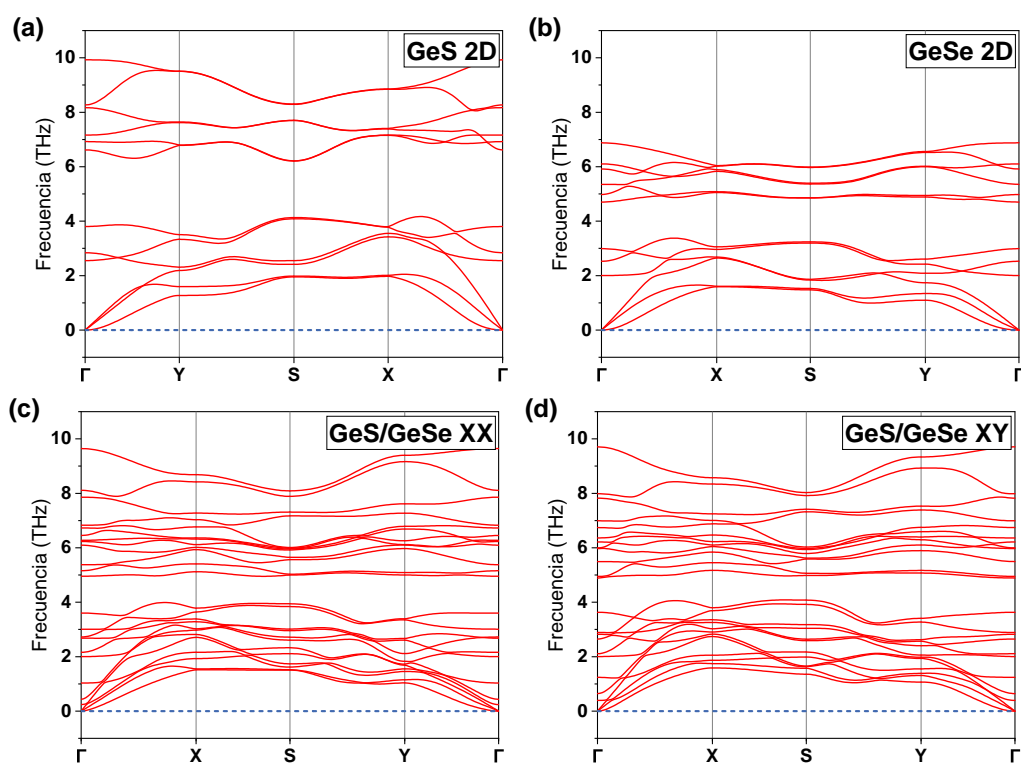 (a)
GeS 2D
Frecuencia (THz)
10
8
6
4
2
0
Γ Y S X Γ
(b)
GeSe 2D
Frecuencia (THz)
10
8
6
4
2
0
Γ X S Y Γ
(c)
GeS/GeSe XX
Frecuencia (THz)
10
8
6
4
2
0
Γ X S Y Γ
(d)
GeS/GeSe XY
Frecuencia (THz)
10
8
6
4
2
0
Γ X S Y Γ